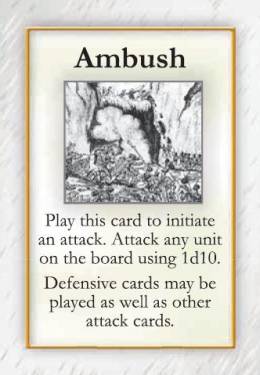 Ambush
Play this card to initiate
an attack. Attack any unit
on the board using 1d10.
Defensive cards may be
played as well as other
attack cards.